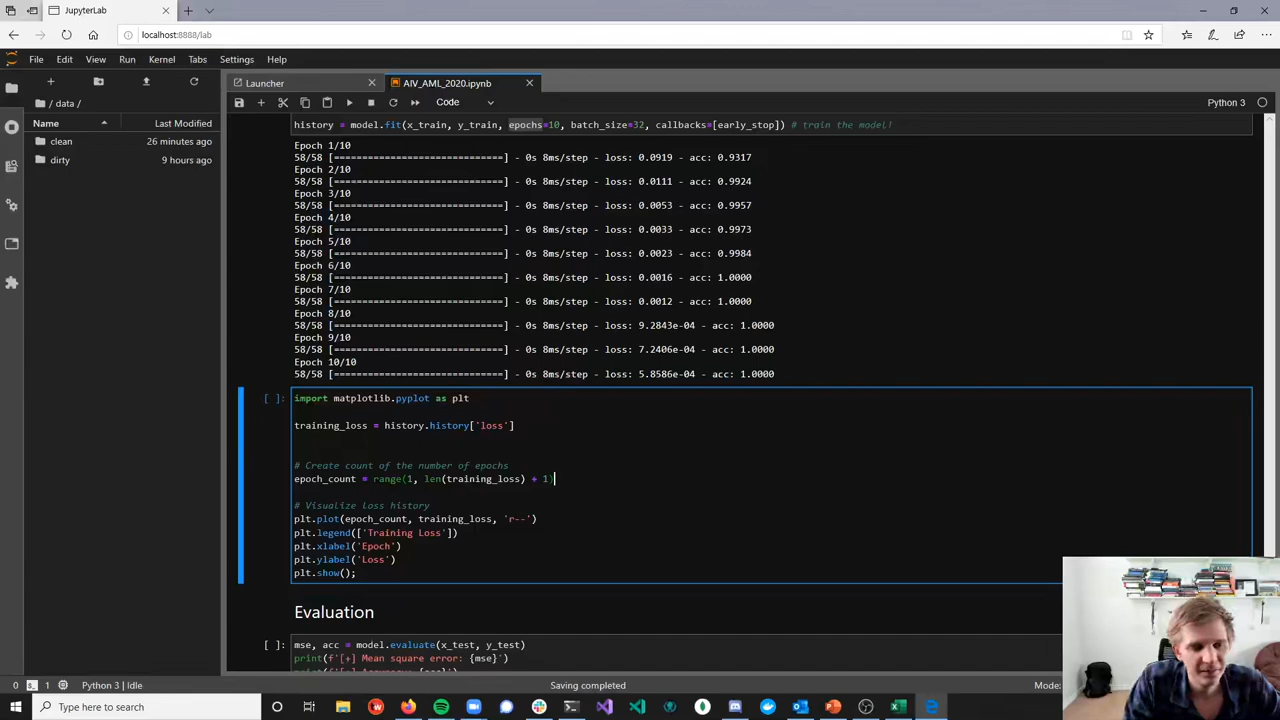 JupyterLab
localhost:8888/lab
File Edit View Run Kernel Tabs Settings Help
Launcher
AIV_AML_2020.ipynb
Code
Python 3
/ data /
Name Last Modified
clean 26 minutes ago
dirty 9 hours ago
history = model.fit(x_train, y_train, epochs=10, batch_size=32, callbacks=[early_stop]) # train the model!
Epoch 1/10
58/58 [==============================] - 0s 8ms/step - loss: 0.0919 - acc: 0.9317
Epoch 2/10
58/58 [==============================] - 0s 8ms/step - loss: 0.0111 - acc: 0.9924
Epoch 3/10
58/58 [==============================] - 0s 8ms/step - loss: 0.0053 - acc: 0.9957
Epoch 4/10
58/58 [==============================] - 0s 8ms/step - loss: 0.0033 - acc: 0.9973
Epoch 5/10
58/58 [==============================] - 0s 8ms/step - loss: 0.0023 - acc: 0.9984
Epoch 6/10
58/58 [==============================] - 0s 8ms/step - loss: 0.0016 - acc: 1.0000
Epoch 7/10
58/58 [==============================] - 0s 8ms/step - loss: 0.0012 - acc: 1.0000
Epoch 8/10
58/58 [==============================] - 0s 8ms/step - loss: 9.2843e-04 - acc: 1.0000
Epoch 9/10
58/58 [==============================] - 0s 8ms/step - loss: 7.2406e-04 - acc: 1.0000
Epoch 10/10
58/58 [==============================] - 0s 8ms/step - loss: 5.8586e-04 - acc: 1.0000
[ ]: import matplotlib.pyplot as plt
training_loss = history.history['loss']
# Create count of the number of epochs
epoch_count = range(1, len(training_loss) + 1)
# Visualize loss history
plt.plot(epoch_count, training_loss, 'r--')
plt.legend(['Training Loss'])
plt.xlabel('Epoch')
plt.ylabel('Loss')
plt.show();
Evaluation
[ ]: mse, acc = model.evaluate(x_test, y_test)
print(f'[+] Mean square error: {mse}')
0 1 Python 3 | Idle Saving completed Mode:
Type here to search